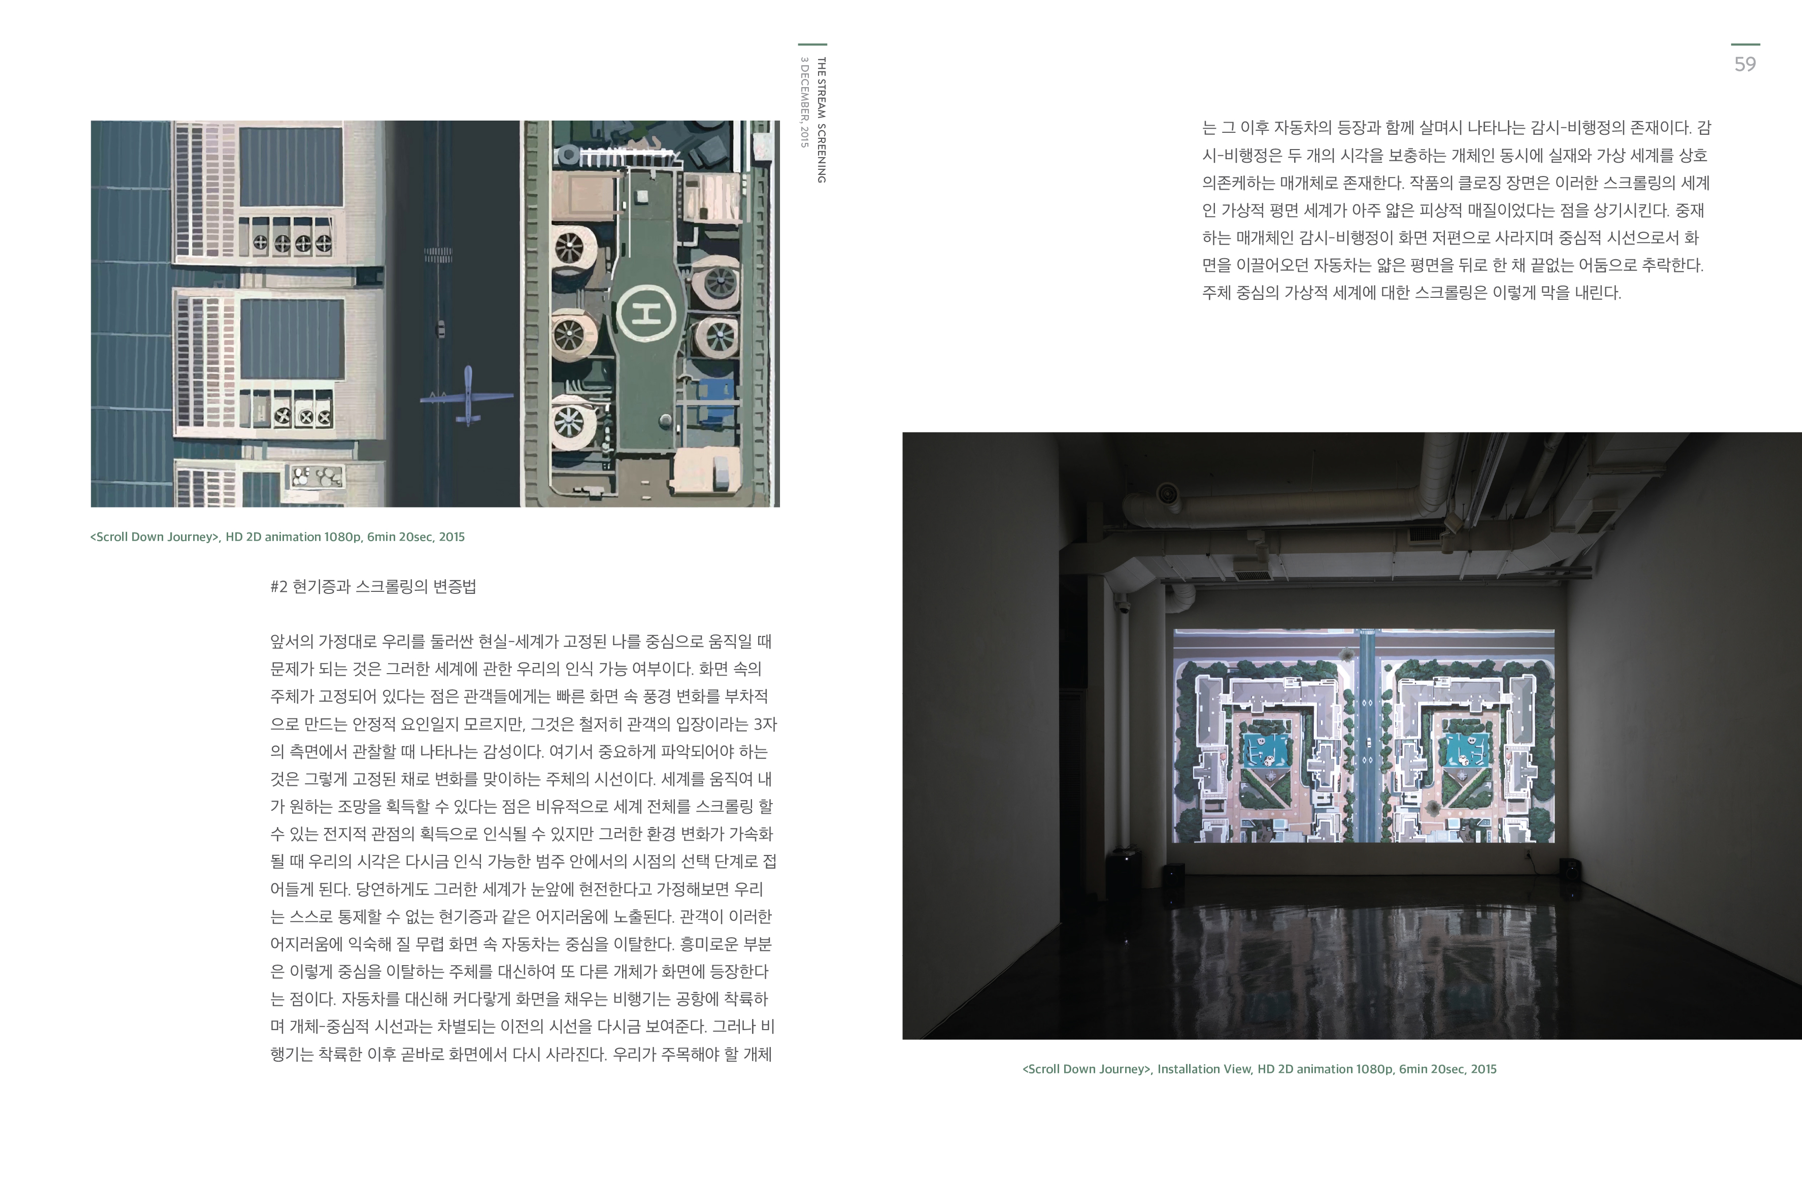 THE STREAM SCREENING
3 DECEMBER, 2015
<Scroll Down Journey>, HD 2D animation 1080p, 6min 20sec, 2015
#2 현기증과 스크롤링의 변증법
앞서의 가정대로 우리를 둘러싼 현실-세계가 고정된 나를 중심으로 움직일 때
문제가 되는 것은 그러한 세계에 관한 우리의 인식 가능 여부이다. 화면 속의
주체가 고정되어 있다는 점은 관객들에게는 빠른 화면 속 풍경 변화를 부차적
으로 만드는 안정적 요인일지 모르지만, 그것은 철저히 관객의 입장이라는 3자
의 측면에서 관찰할 때 나타나는 감성이다. 여기서 중요하게 파악되어야 하는
것은 그렇게 고정된 채로 변화를 맞이하는 주체의 시선이다. 세계를 움직여 내
가 원하는 조망을 획득할 수 있다는 점은 비유적으로 세계 전체를 스크롤링 할
수 있는 전지적 관점의 획득으로 인식될 수 있지만 그러한 환경 변화가 가속화
될 때 우리의 시각은 다시금 인식 가능한 범주 안에서의 시점의 선택 단계로 접
어들게 된다. 당연하게도 그러한 세계가 눈앞에 현전한다고 가정해보면 우리
는 스스로 통제할 수 없는 현기증과 같은 어지러움에 노출된다. 관객이 이러한
어지러움에 익숙해 질 무렵 화면 속 자동차는 중심을 이탈한다. 흥미로운 부분
은 이렇게 중심을 이탈하는 주체를 대신하여 또 다른 개체가 화면에 등장한다
는 점이다. 자동차를 대신해 커다랗게 화면을 채우는 비행기는 공항에 착륙하
며 개체-중심적 시선과는 차별되는 이전의 시선을 다시금 보여준다. 그러나 비
행기는 착륙한 이후 곧바로 화면에서 다시 사라진다. 우리가 주목해야 할 개체
59
는 그 이후 자동차의 등장과 함께 살며시 나타나는 감시-비행정의 존재이다. 감
시-비행정은 두 개의 시각을 보충하는 개체인 동시에 실재와 가상 세계를 상호
의존케하는 매개체로 존재한다. 작품의 클로징 장면은 이러한 스크롤링의 세계
인 가상적 평면 세계가 아주 얇은 피상적 매질이었다는 점을 상기시킨다. 중재
하는 매개체인 감시-비행정이 화면 저편으로 사라지며 중심적 시선으로서 화
면을 이끌어오던 자동차는 얇은 평면을 뒤로 한 채 끝없는 어둠으로 추락한다.
주체 중심의 가상적 세계에 대한 스크롤링은 이렇게 막을 내린다.
<Scroll Down Journey>, Installation View, HD 2D animation 1080p, 6min 20sec, 2015
H